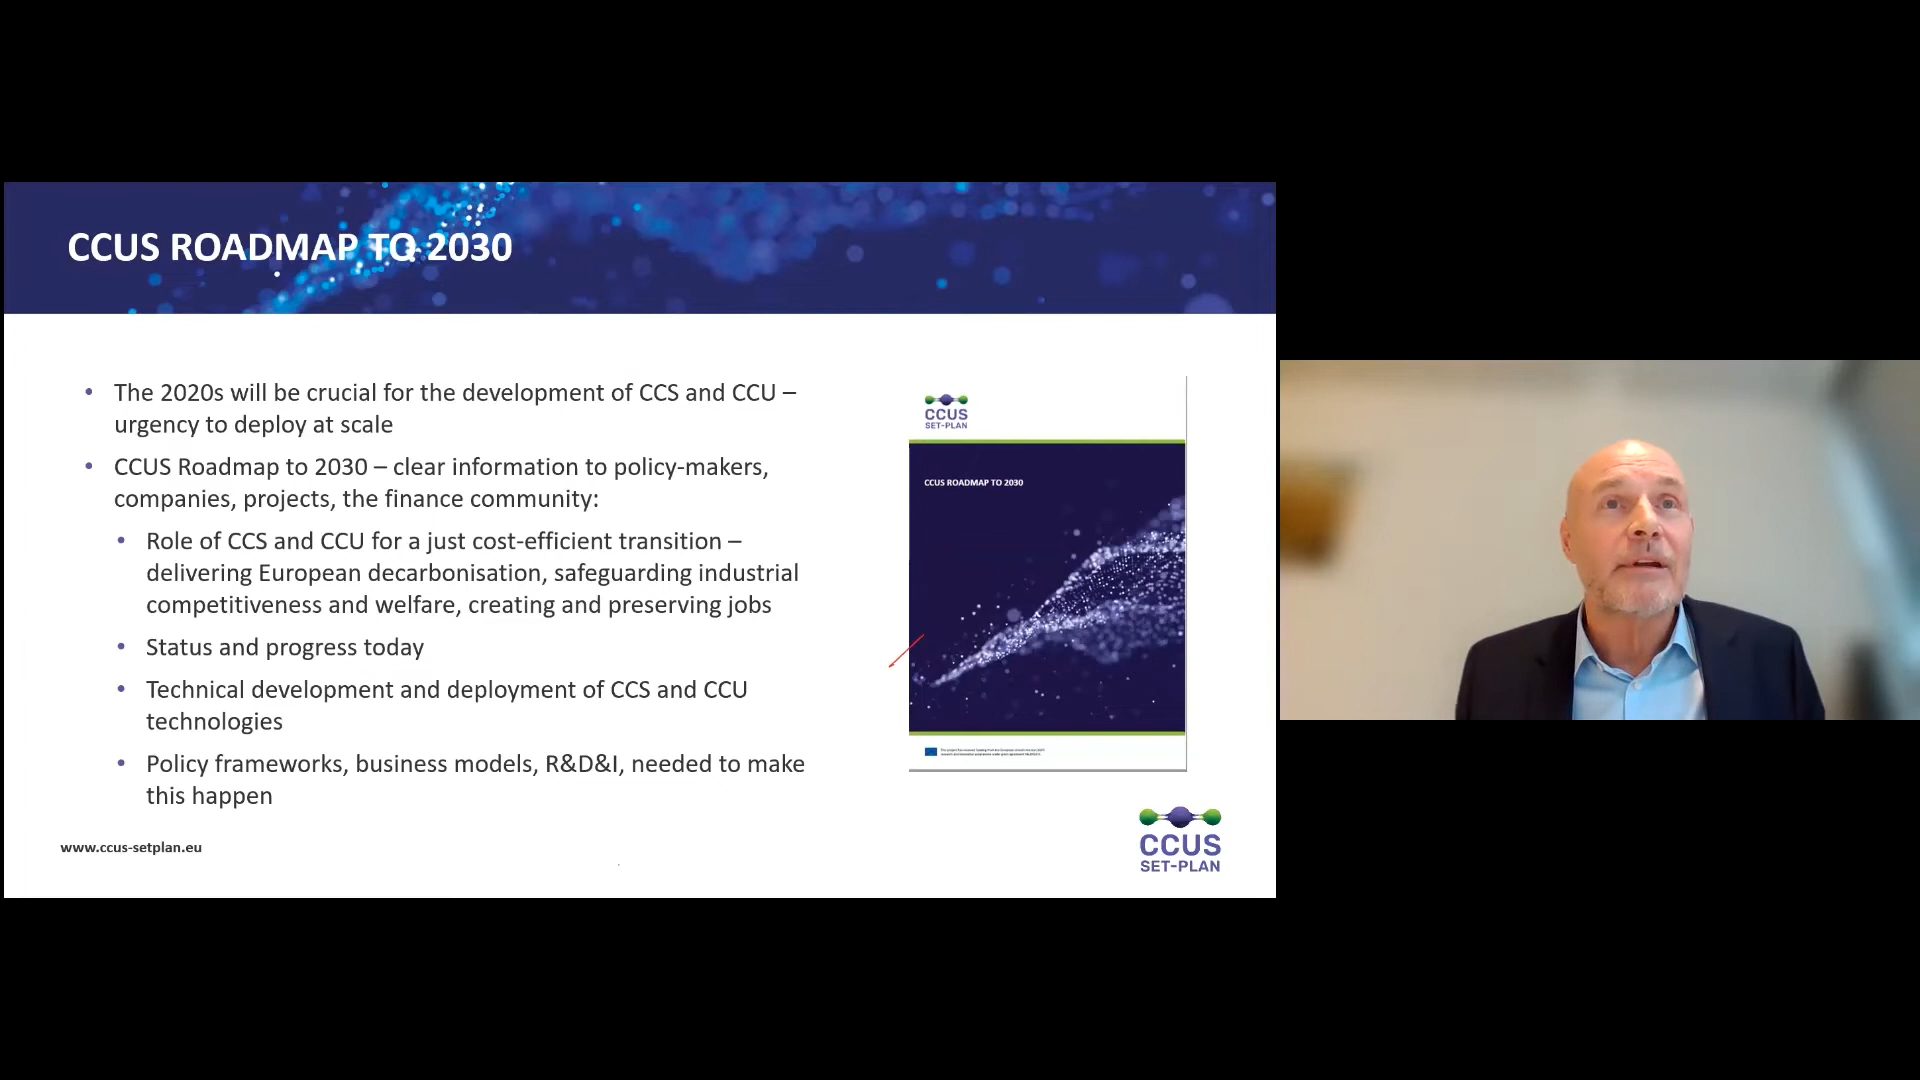 CCUS ROADMAP TO 2030
• The 2020s will be crucial for the development of CCS and CCU –
urgency to deploy at scale
• CCUS Roadmap to 2030 – clear information to policy-makers,
companies, projects, the finance community:
• Role of CCS and CCU for a just cost-efficient transition –
delivering European decarbonisation, safeguarding industrial
competitiveness and welfare, creating and preserving jobs
• Status and progress today
• Technical development and deployment of CCS and CCU
technologies
• Policy frameworks, business models, R&D&I, needed to make
this happen
www.ccus-setplan.eu
CCUS
SET-PLAN
CCUS ROADMAP TO 2030
CCUS
SET-PLAN